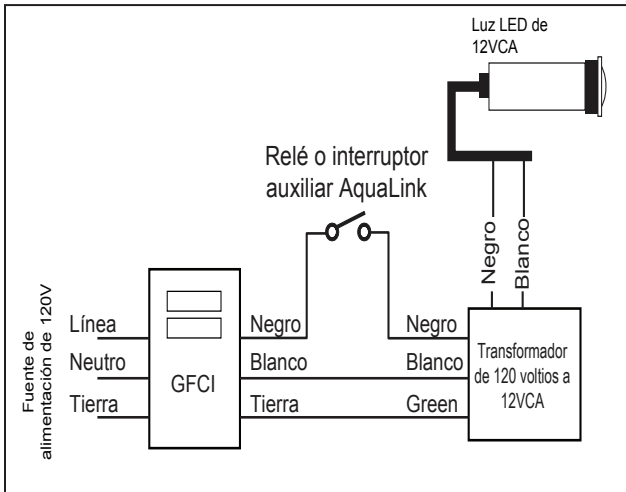 Luz LED de
12VCA
Relé o interruptor
auxiliar AquaLink
Negro
Blanco
Fuente de
alimentación de 120V
Línea
Neutro
Tierra
GFCI
Negro
Blanco
Tierra
Negro
Blanco
Green
Transformador
de 120 voltios a
12VCA